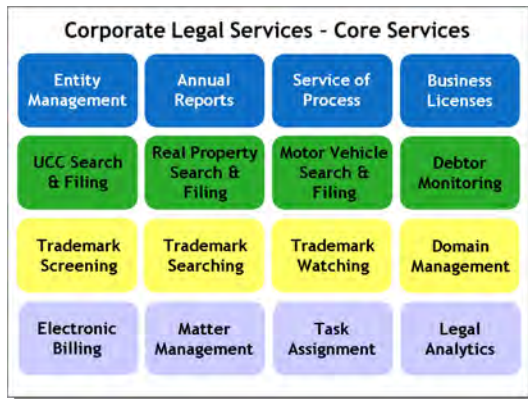 Corporate Legal Services - Core Services
Entity
Management
Annual
Reports
Service of
Process
Business
Licenses
UCC Search
& Filing
Real Property
Search &
Filing
Motor Vehicle
Search &
Filing
Debtor
Monitoring
Trademark
Screening
Trademark
Searching
Trademark
Watching
Domain
Management
Electronic
Billing
Matter
Management
Task
Assignment
Legal
Analytics